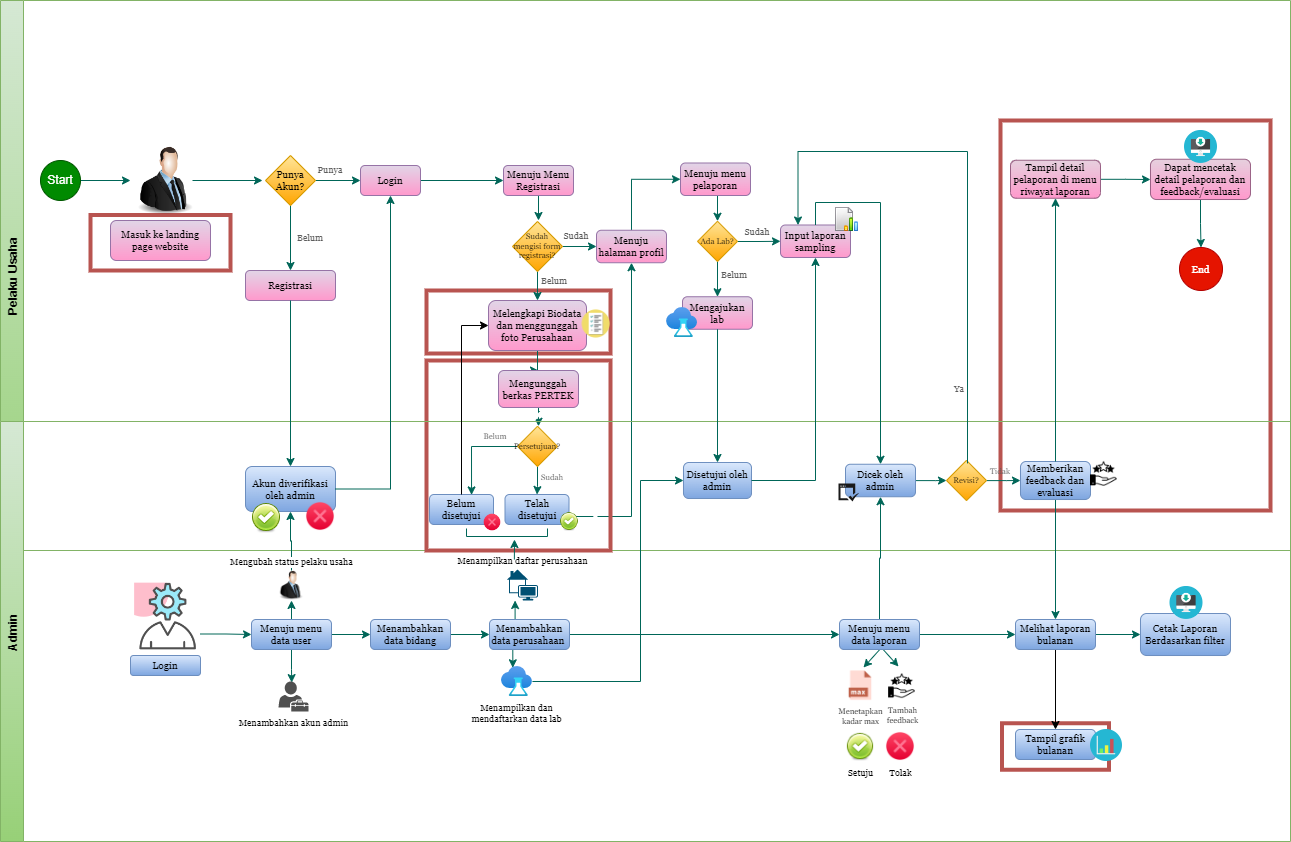 Pelaku Usaha
Start
Masuk ke landing
page website
Punya
Akun?
Punya
Belum
Login
Registrasi
Menuju Menu
Registrasi
Sudah
mengisi form
registrasi?
Sudah
Belum
Menuju
halaman profil
Melengkapi Biodata
dan menggunggah
foto Perusahaan
Mengunggah
berkas PERTEK
Menuju menu
pelaporan
Ada Lab?
Sudah
Belum
Input laporan
sampling
Mengajukan
lab
Ya
Tampil detail
pelaporan di menu
riwayat laporan
Dapat mencetak
detail pelaporan dan
feedback/evaluasi
End
Akun diverifikasi
oleh admin
Persetujuan?
Belum
Sudah
Belum
disetujui
Telah
disetujui
Disetujui oleh
admin
Dicek oleh
admin
Revisi?
Tidak
Memberikan
feedback dan
evaluasi
Admin
Login
Mengubah status pelaku usaha
Menuju menu
data user
Menambahkan akun admin
Menambahkan
data bidang
Menampilkan daftar perusahaan
Menambahkan
data perusahaan
Menampilkan dan
mendaftarkan data lab
Menuju menu
data laporan
max
Menetapkan
kadar max
Tambah
feedback
Setuju
Tolak
Melihat laporan
bulanan
Cetak Laporan
Berdasarkan filter
Tampil grafik
bulanan